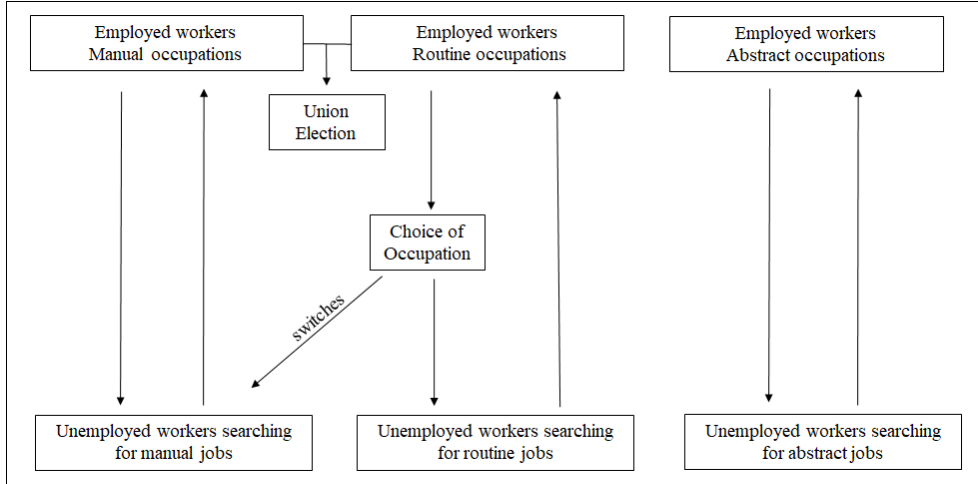 Employed workers
Manual occupations
Employed workers
Routine occupations
Employed workers
Abstract occupations
Union
Election
Choice of
Occupation
switches
Unemployed workers searching
for manual jobs
Unemployed workers searching
for routine jobs
Unemployed workers searching
for abstract jobs